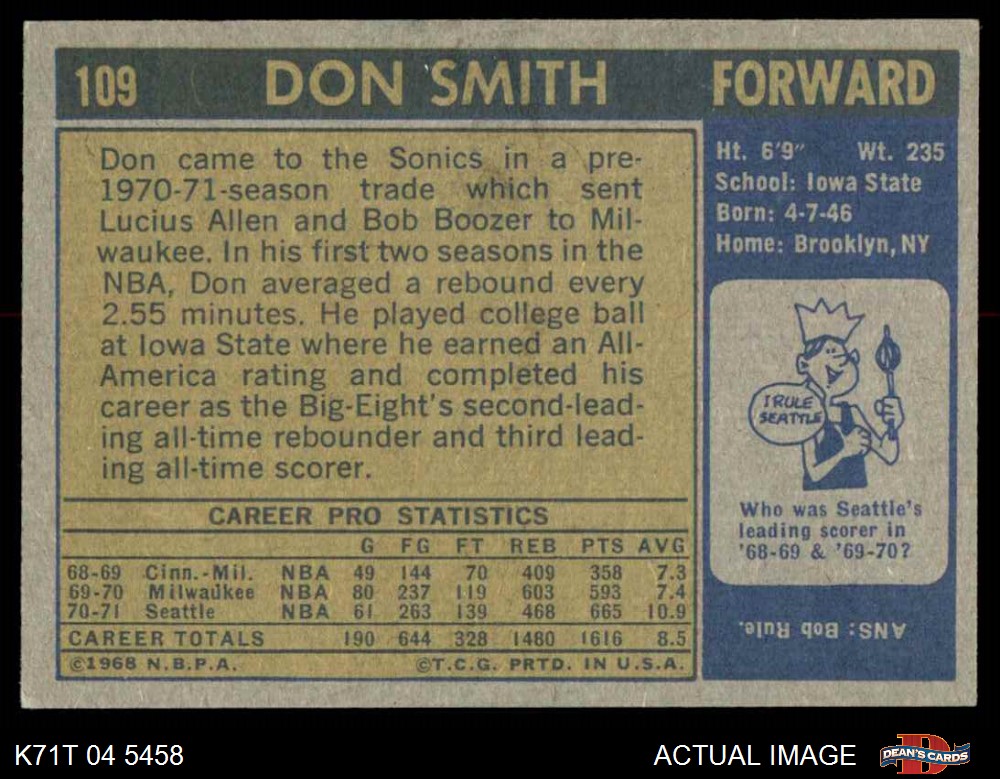 109 DON SMITH FORWARD
Don came to the Sonics in a pre-
1970-71-season trade which sent
Lucius Allen and Bob Boozer to Mil-
waukee. In his first two seasons in the
NBA, Don averaged a rebound every
2.55 minutes. He played college ball
at Iowa State where he earned an All-
America rating and completed his
career as the Big-Eight's second-lead-
ing all-time rebounder and third lead-
ing all-time scorer.
Ht. 6'9" Wt. 235
School: Iowa State
Born: 4-7-46
Home: Brooklyn, NY
I RULE
SEATTLE
Who was Seattle's
leading scorer in
'68-69 & '69-70?
ANS: Bob Rule.
CAREER PRO STATISTICS
G FG FT REB PTS AVG
68-69 Cinn.-Mil. NBA 49 144 70 409 358 7.3
69-70 Milwaukee NBA 80 237 119 603 593 7.4
70-71 Seattle NBA 61 263 139 468 665 10.9
CAREER TOTALS 190 644 328 1480 1616 8.5
©1968 N.B.P.A. ©T.C.G. PRTD. IN U.S.A.
K71T 04 5458 ACTUAL IMAGE D DEAN'S CARDS